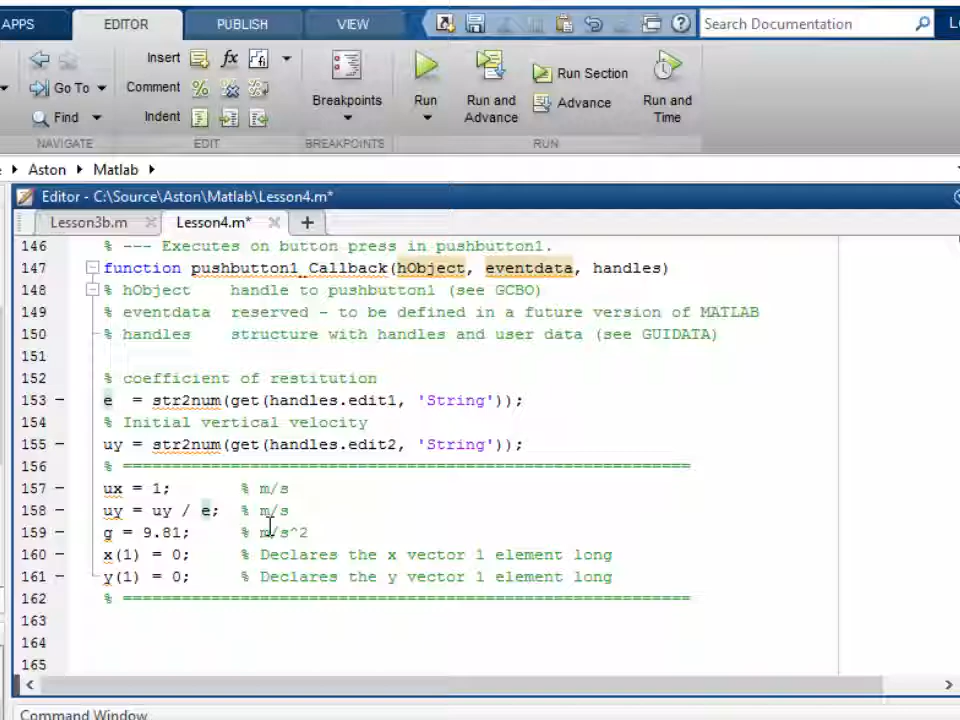 APPS EDITOR PUBLISH VIEW Search Documentation
Insert fx Comment % Indent
Go To Find
Breakpoints Run Run and Advance Run Section Advance Run and Time
NAVIGATE EDIT BREAKPOINTS RUN
Aston Matlab
Editor - C:\Source\Aston\Matlab\Lesson4.m*
Lesson3b.m Lesson4.m* +
146 % --- Executes on button press in pushbutton1.
147 function pushbutton1_Callback(hObject, eventdata, handles)
148 % hObject    handle to pushbutton1 (see GCBO)
149 % eventdata  reserved - to be defined in a future version of MATLAB
150 % handles    structure with handles and user data (see GUIDATA)
151
152 % coefficient of restitution
153 – e  = str2num(get(handles.edit1, 'String'));
154 % Initial vertical velocity
155 – uy = str2num(get(handles.edit2, 'String'));
156 % ==========================================================
157 – ux = 1;       % m/s
158 – uy = uy / e;  % m/s
159 – g = 9.81;     % m/s^2
160 – x(1) = 0;     % Declares the x vector 1 element long
161 – y(1) = 0;     % Declares the y vector 1 element long
162 % ==========================================================
163
164
165
Command Window